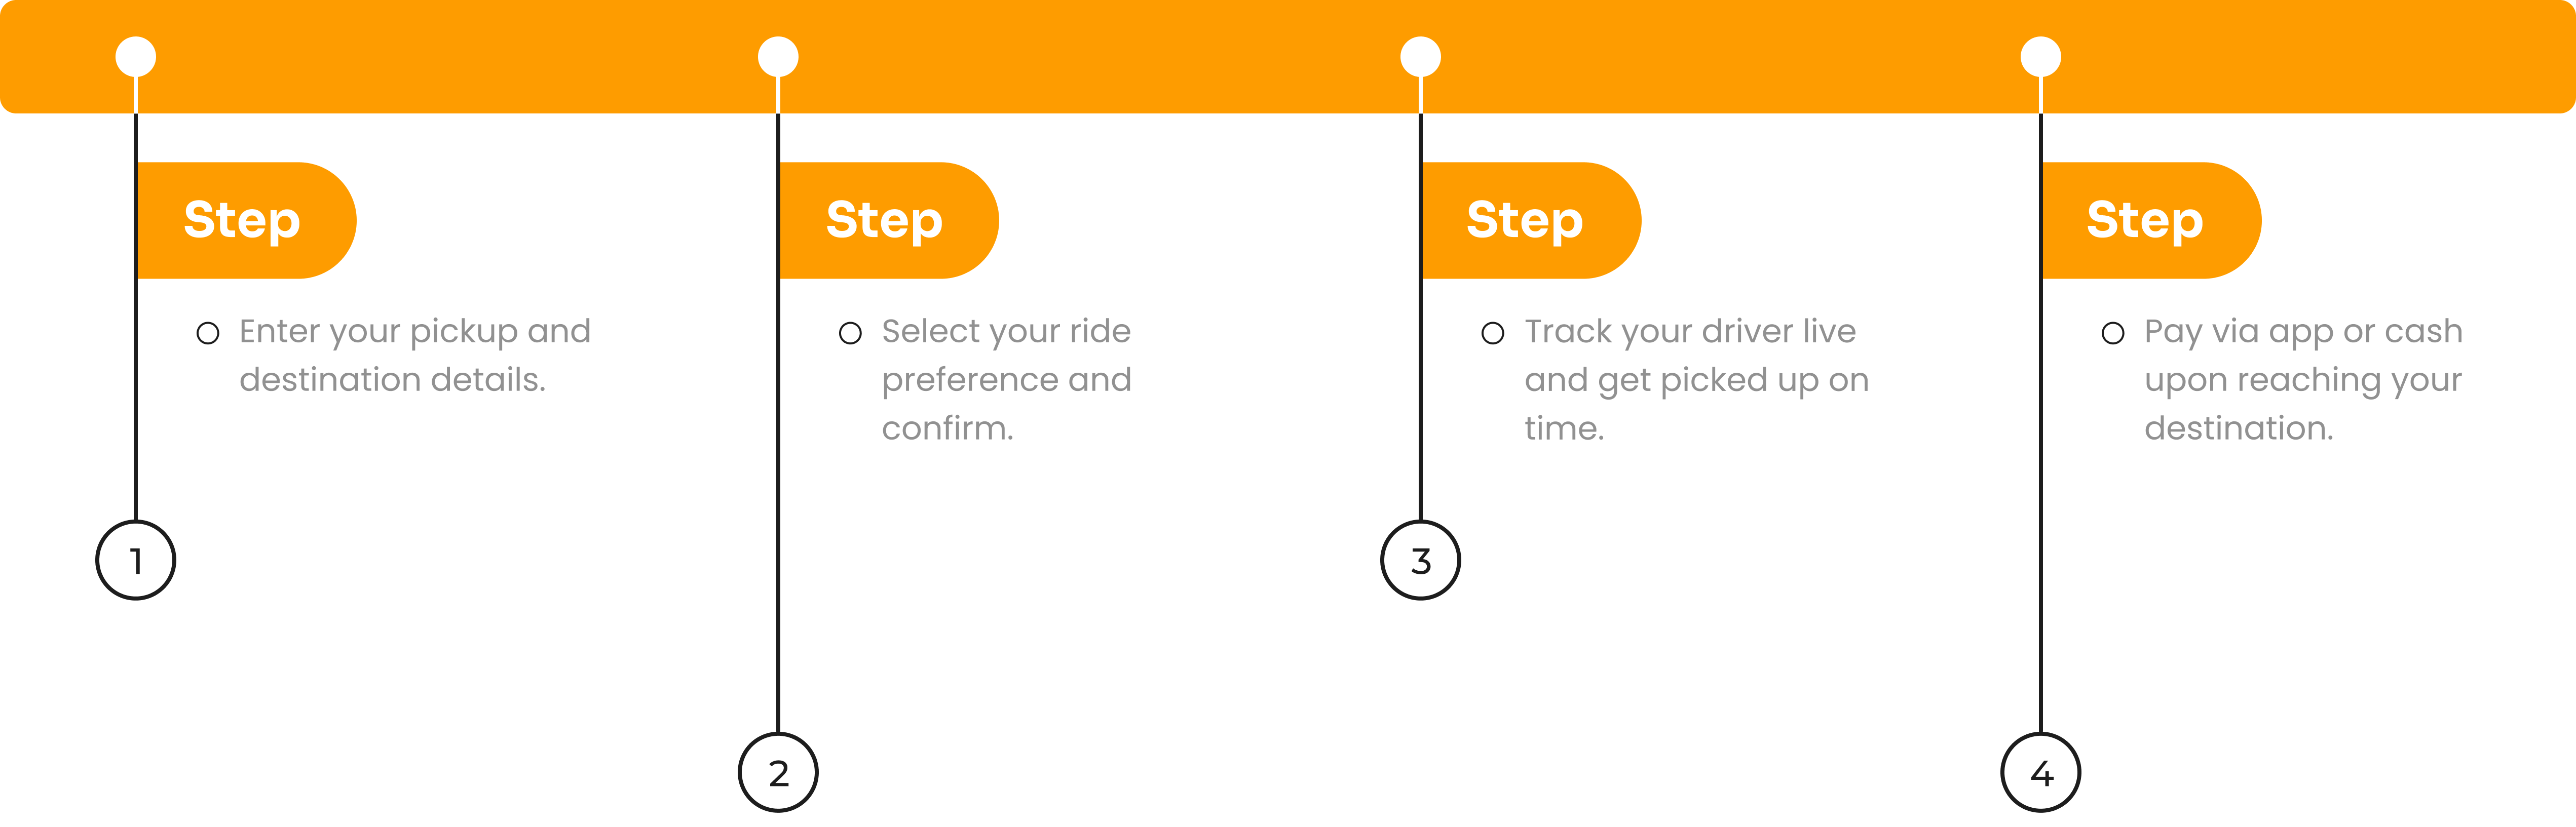 Step
Enter your pickup and
destination details.
1
Step
Select your ride
preference and
confirm.
2
Step
Track your driver live
and get picked up on
time.
3
Step
Pay via app or cash
upon reaching your
destination.
4